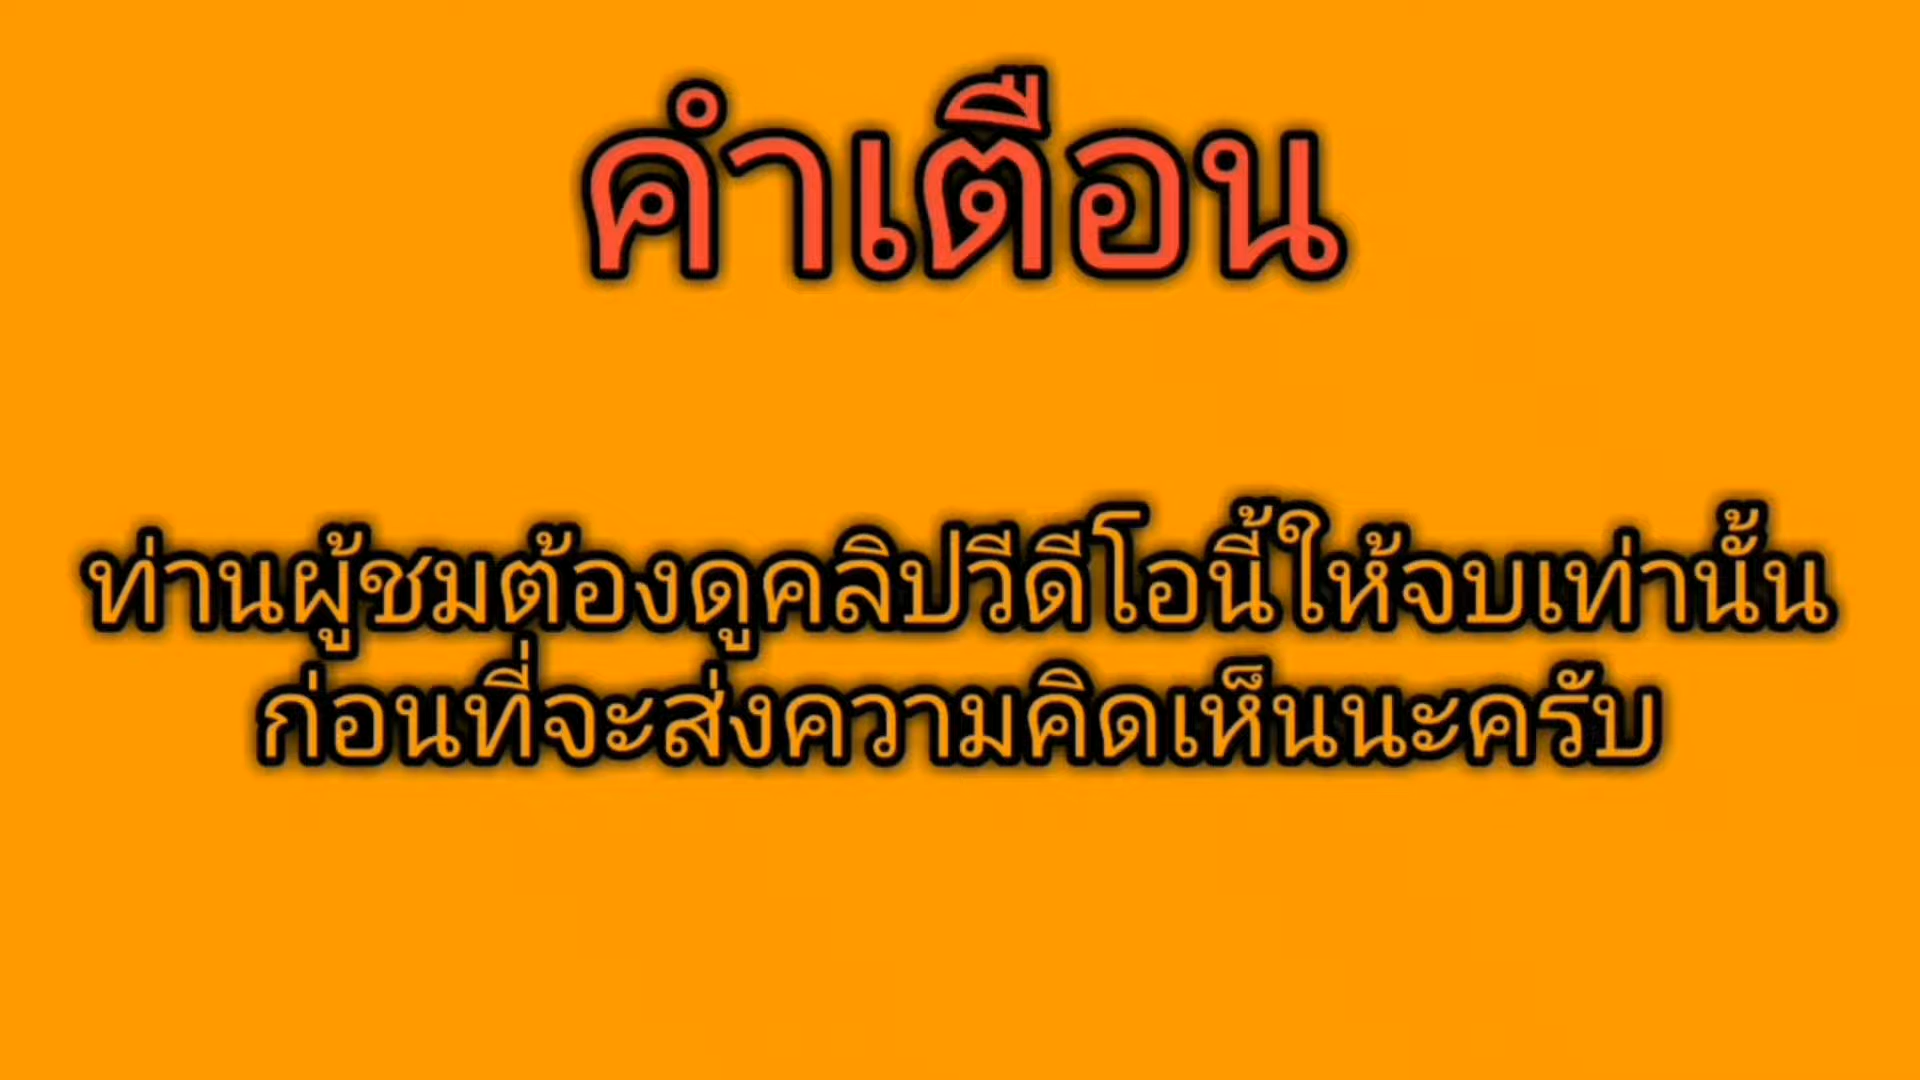 คำเตือน
ท่านผู้ชมต้องดูคลิปวีดีโอนี้ให้จบเท่านั้น
ก่อนที่จะส่งความคิดเห็นนะครับ